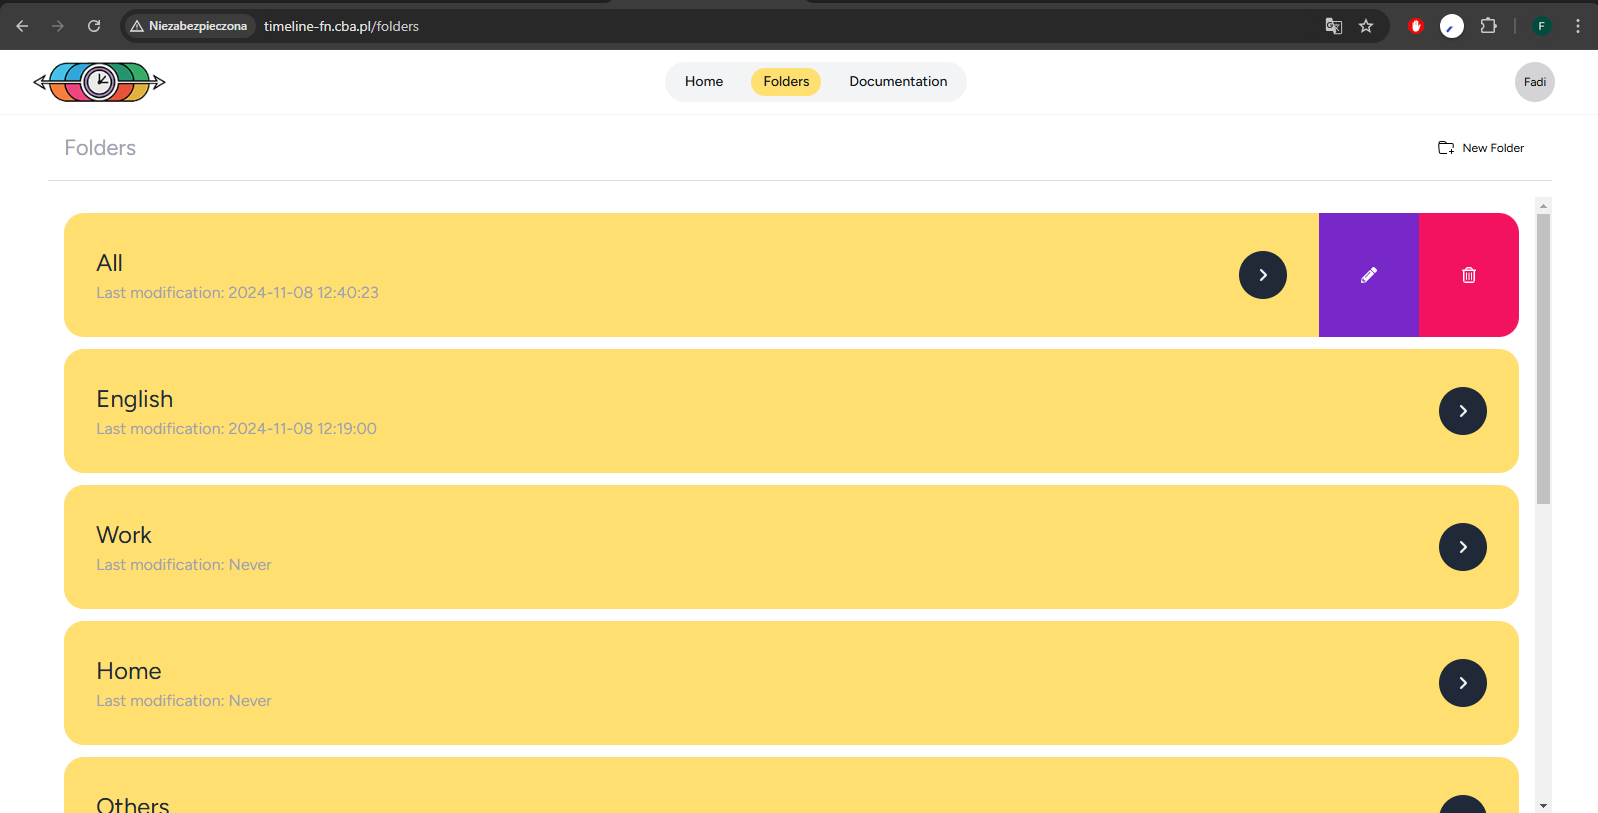 Niezabezpieczona timeline-fn.cba.pl/folders
F
Home Folders Documentation
Fadi
Folders
New Folder
All
Last modification: 2024-11-08 12:40:23
English
Last modification: 2024-11-08 12:19:00
Work
Last modification: Never
Home
Last modification: Never
Others